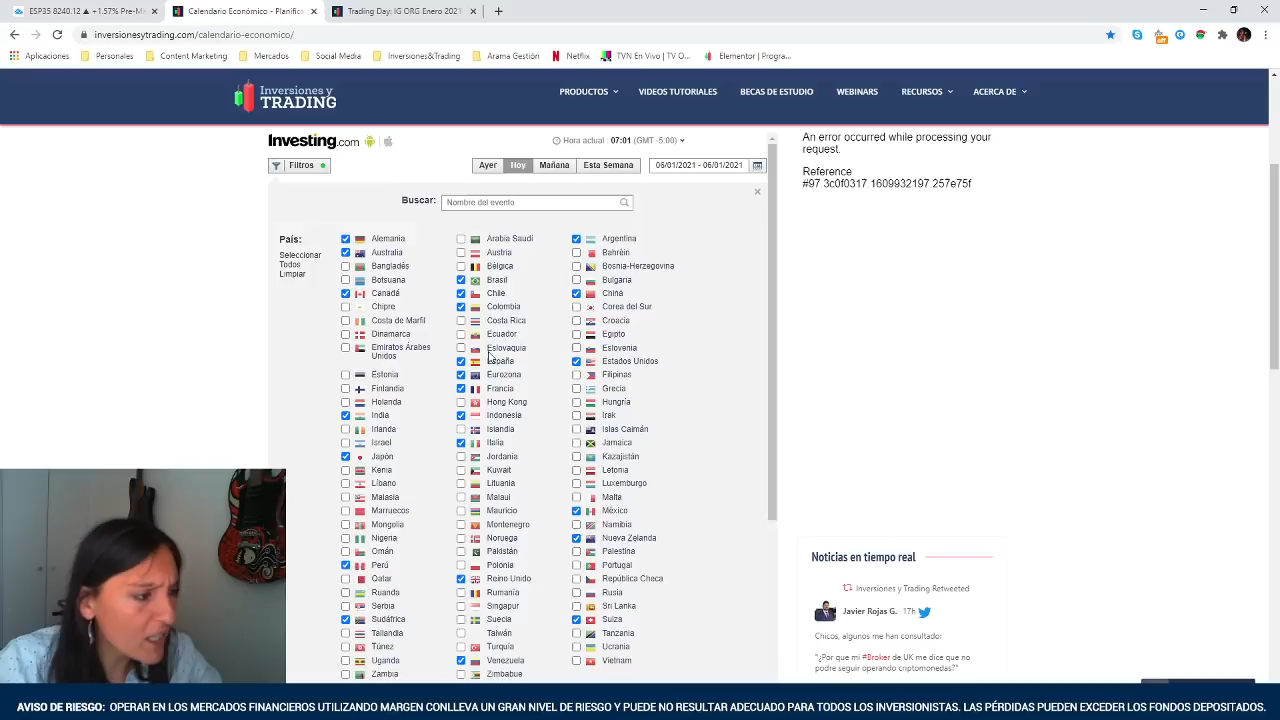 ESP35 8240.12 ▲ +1.57% Pre-M
Calendario Económico - Planifica
Trading Day: IG ORG Enero 2021
inversionesytrading.com/calendario-economico/
off
Aplicaciones Personales Content Marketing Mercados Social Media Inversiones&Trading Arama Gestión Netflix TVN En Vivo | TV O... Elementor | Progra...
Inversiones y
TRADING
PRODUCTOS VIDEOS TUTORIALES BECAS DE ESTUDIO WEBINARS RECURSOS ACERCA DE
Investing.com
Hora actual : 07:01 (GMT -5:00)
Filtros
Ayer Hoy Mañana Esta Semana 06/01/2021 - 06/01/2021
Buscar: Nombre del evento
País:
Seleccionar
Todos
Limpiar
Alemania Arabia Saudí Argentina
Australia Austria Bahréin
Bangladés Bélgica Bosnia-Herzegovina
Botsuana Brasil Bulgaria
Canadá Chile China
Chipre Colombia Corea del Sur
Costa de Marfil Costa Rica Croacia
Dinamarca Ecuador Egipto
Emiratos Árabes Eslovaquia Eslovenia
Unidos
España Estados Unidos
Estonia Eurozona Filipinas
Finlandia Francia Grecia
Holanda Hong Kong Hungría
India Indonesia Irak
Irlanda Islandia Islas Caimán
Israel Italia Jamaica
Japón Jordania Kazajistán
Kenia Kuwait Letonia
Líbano Lituania Luxemburgo
Malasia Malaui Malta
Marruecos Mauricio México
Mongolia Montenegro Namibia
Nigeria Noruega Nueva Zelanda
Omán Pakistán Palestina
Perú Polonia Portugal
Qatar Reino Unido República Checa
Ruanda Rumanía Rusia
Serbia Singapur Sri Lanka
Sudáfrica Suecia Suiza
Tailandia Taiwán Tanzania
Túnez Turquía Ucrania
Uganda Venezuela Vietnam
Zambia Zimbabue
An error occurred while processing your
request.
Reference
#97.3c0f0317.1609932197.257e75f
Noticias en tiempo real
Inversiones y Trading Retweeted
Javier Rojas G. 17h
Chicos, algunos me han consultado:
"¿Por que mi #Broker de UK me dice que no
podre seguir operando criptomonedas?"
AVISO DE RIESGO: OPERAR EN LOS MERCADOS FINANCIEROS UTILIZANDO MARGEN CONLLEVA UN GRAN NIVEL DE RIESGO Y PUEDE NO RESULTAR ADECUADO PARA TODOS LOS INVERSIONISTAS. LAS PÉRDIDAS PUEDEN EXCEDER LOS FONDOS DEPOSITADOS.